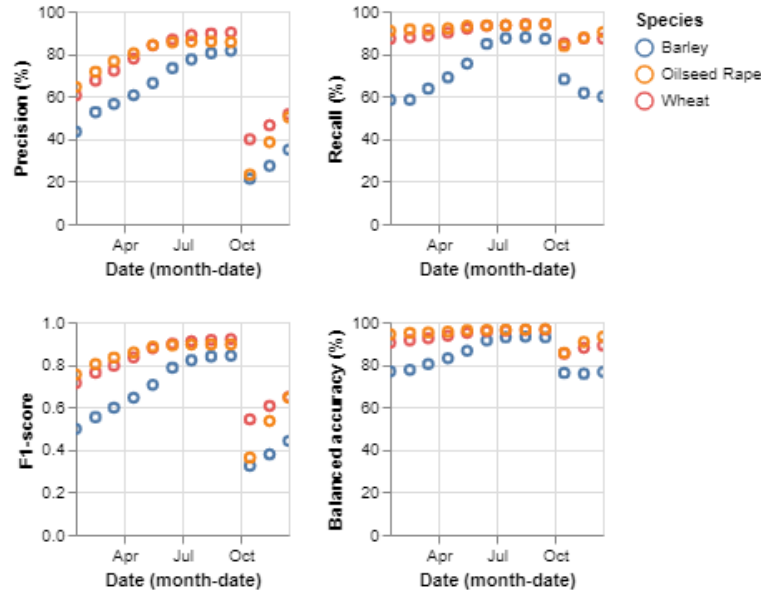 100
80
60
40
20
0
Precision (%)
Apr Jul Oct
Date (month-date)
100
80
60
40
20
0
Recall (%)
Apr Jul Oct
Date (month-date)
Species
Barley
Oilseed Rape
Wheat
1.0
0.8
0.6
0.4
0.2
0.0
F1-score
Apr Jul Oct
Date (month-date)
100
80
60
40
20
0
Balanced accuracy (%)
Apr Jul Oct
Date (month-date)